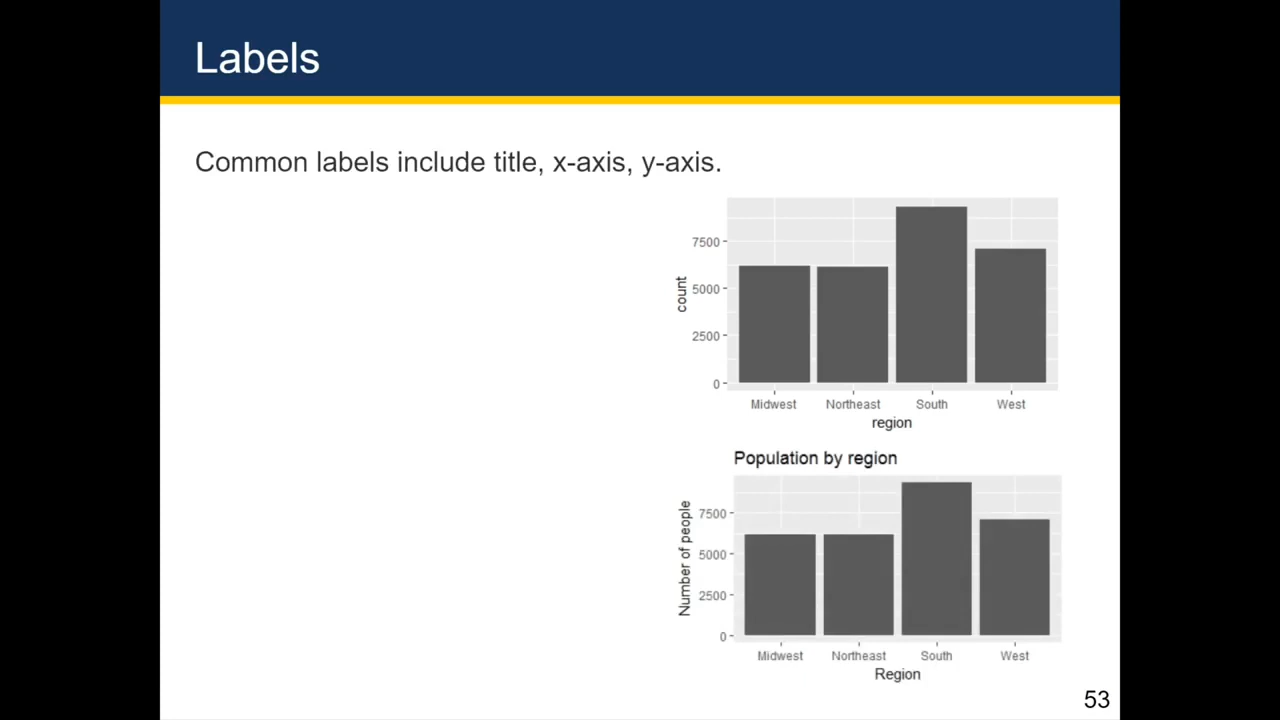 Labels
Common labels include title, x-axis, y-axis.
7500
5000
2500
0
count
Midwest Northeast South West
region
Population by region
7500
5000
2500
0
Number of people
Midwest Northeast South West
Region
53